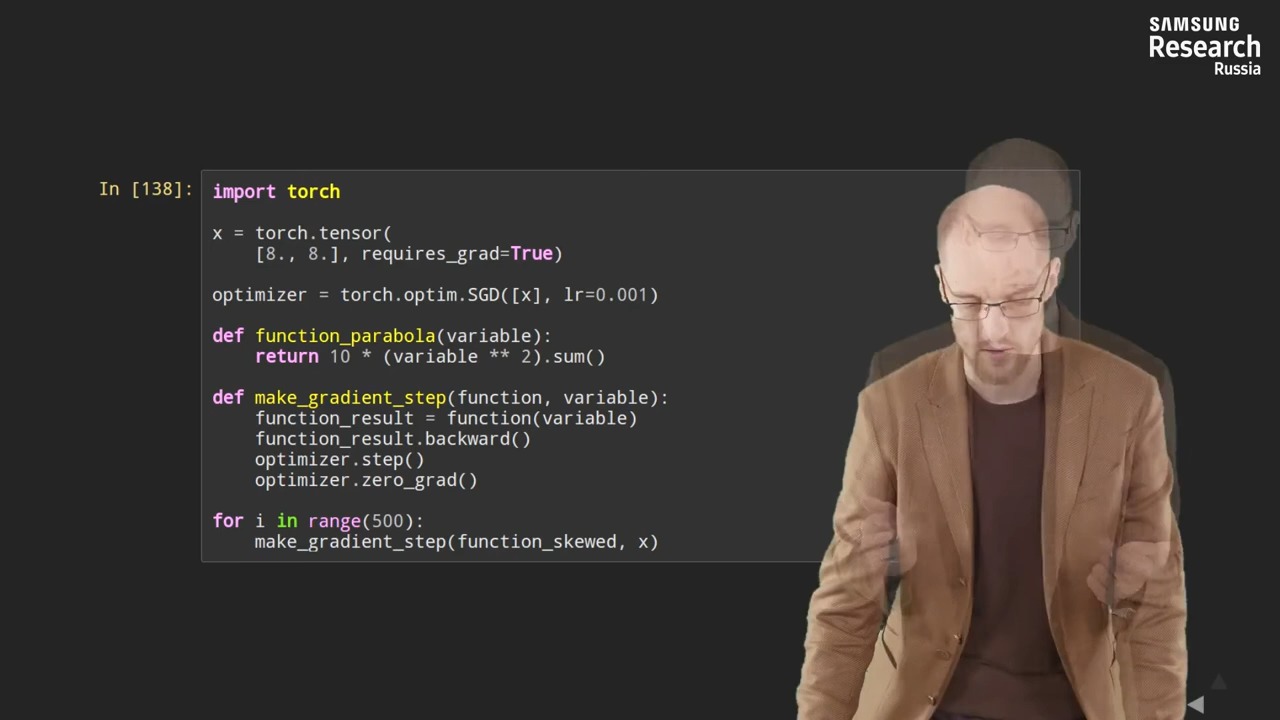 SAMSUNG
Research
Russia
In [138]:
import torch
x = torch.tensor(
[8., 8.], requires_grad=True)
optimizer = torch.optim.SGD([x], lr=0.001)
def function_parabola(variable):
return 10 * (variable ** 2).sum()
def make_gradient_step(function, variable):
function_result = function(variable)
function_result.backward()
optimizer.step()
optimizer.zero_grad()
for i in range(500):
make_gradient_step(function_skewed, x)